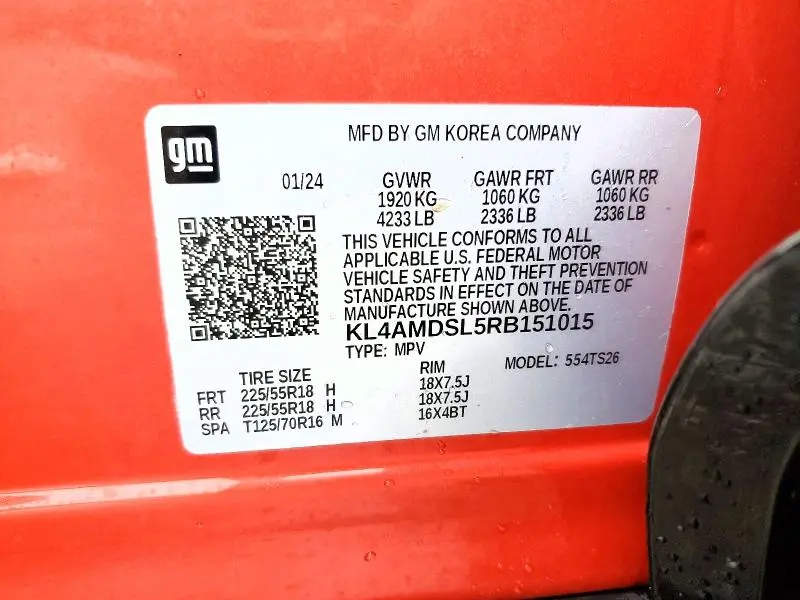 gm
MFD BY GM KOREA COMPANY
01/24 GVWR GAWR FRT GAWR RR
1920 KG 1060 KG 1060 KG
4233 LB 2336 LB 2336 LB
THIS VEHICLE CONFORMS TO ALL
APPLICABLE U.S. FEDERAL MOTOR
VEHICLE SAFETY AND THEFT PREVENTION
STANDARDS IN EFFECT ON THE DATE OF
MANUFACTURE SHOWN ABOVE.
KL4AMDSL5RB151015
TYPE: MPV MODEL: 554TS26
TIRE SIZE RIM
FRT 225/55R18 H 18X7.5J
RR 225/55R18 H 18X7.5J
SPA T125/70R16 M 16X4BT